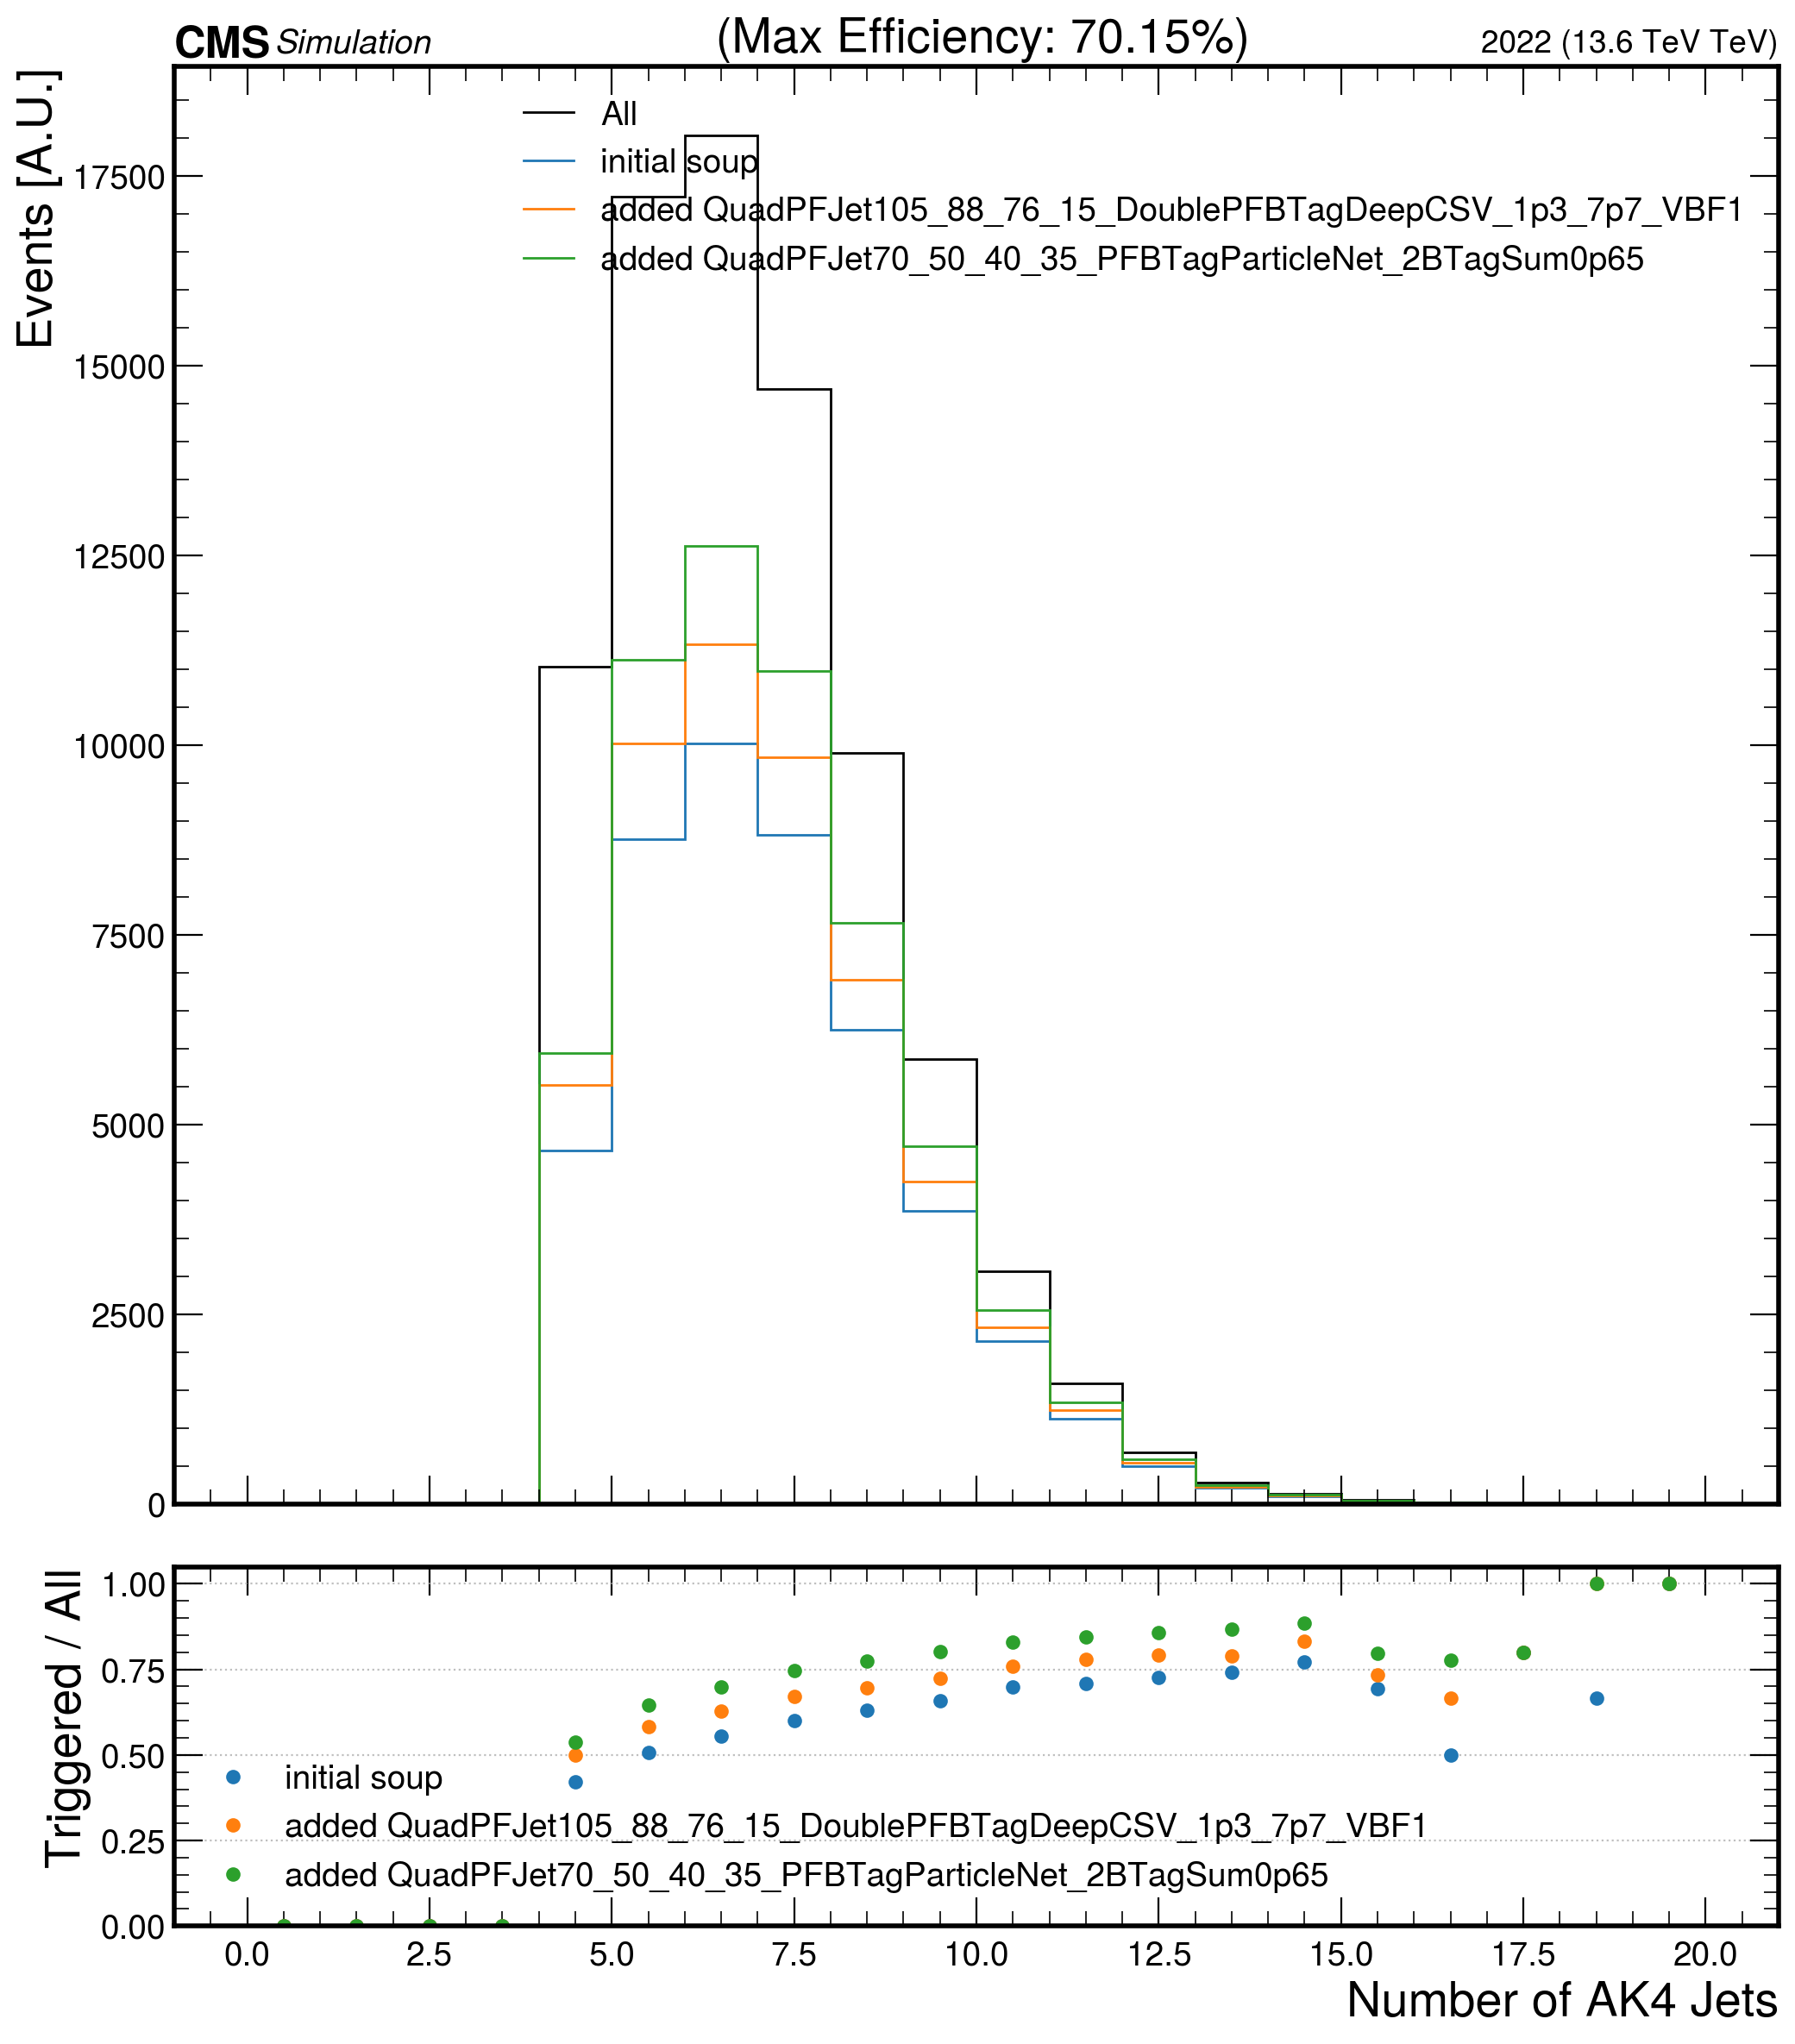 CMS Simulation (Max Efficiency: 70.15%) 2022 (13.6 TeV TeV)
Events [A.U.]
All
initial soup
added QuadPFJet105_88_76_15_DoublePFBTagDeepCSV_1p3_7p7_VBF1
added QuadPFJet70_50_40_35_PFBTagParticleNet_2BTagSum0p65
17500
15000
12500
10000
7500
5000
2500
0
Triggered / All
1.00
0.75
0.50
0.25
0.00
initial soup
added QuadPFJet105_88_76_15_DoublePFBTagDeepCSV_1p3_7p7_VBF1
added QuadPFJet70_50_40_35_PFBTagParticleNet_2BTagSum0p65
0.0 2.5 5.0 7.5 10.0 12.5 15.0 17.5 20.0
Number of AK4 Jets